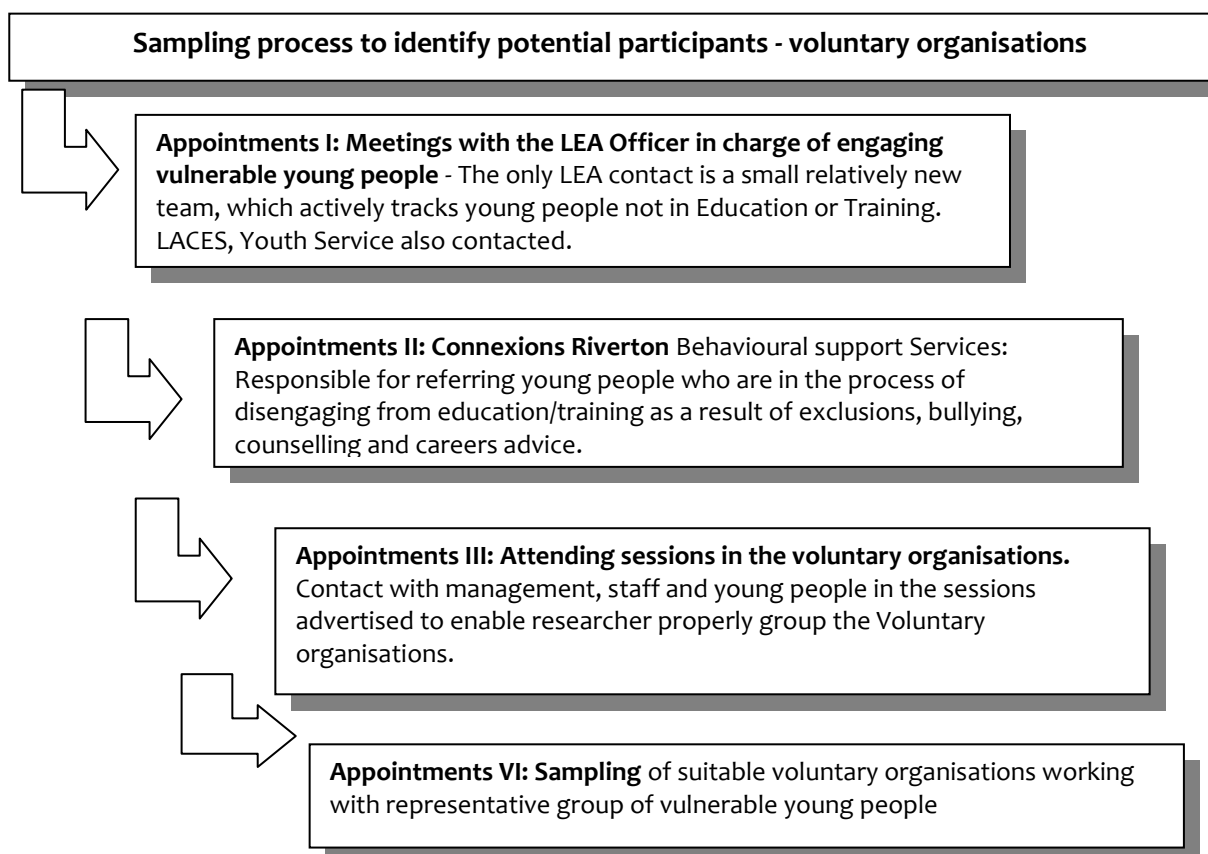 Sampling process to identify potential participants - voluntary organisations
Appointments I: Meetings with the LEA Officer in charge of engaging
vulnerable young people - The only LEA contact is a small relatively new
team, which actively tracks young people not in Education or Training.
LACES, Youth Service also contacted.
Appointments II: Connexions Riverton Behavioural support Services:
Responsible for referring young people who are in the process of
disengaging from education/training as a result of exclusions, bullying,
counselling and careers advice.
Appointments III: Attending sessions in the voluntary organisations.
Contact with management, staff and young people in the sessions
advertised to enable researcher properly group the Voluntary
organisations.
Appointments VI: Sampling of suitable voluntary organisations working
with representative group of vulnerable young people